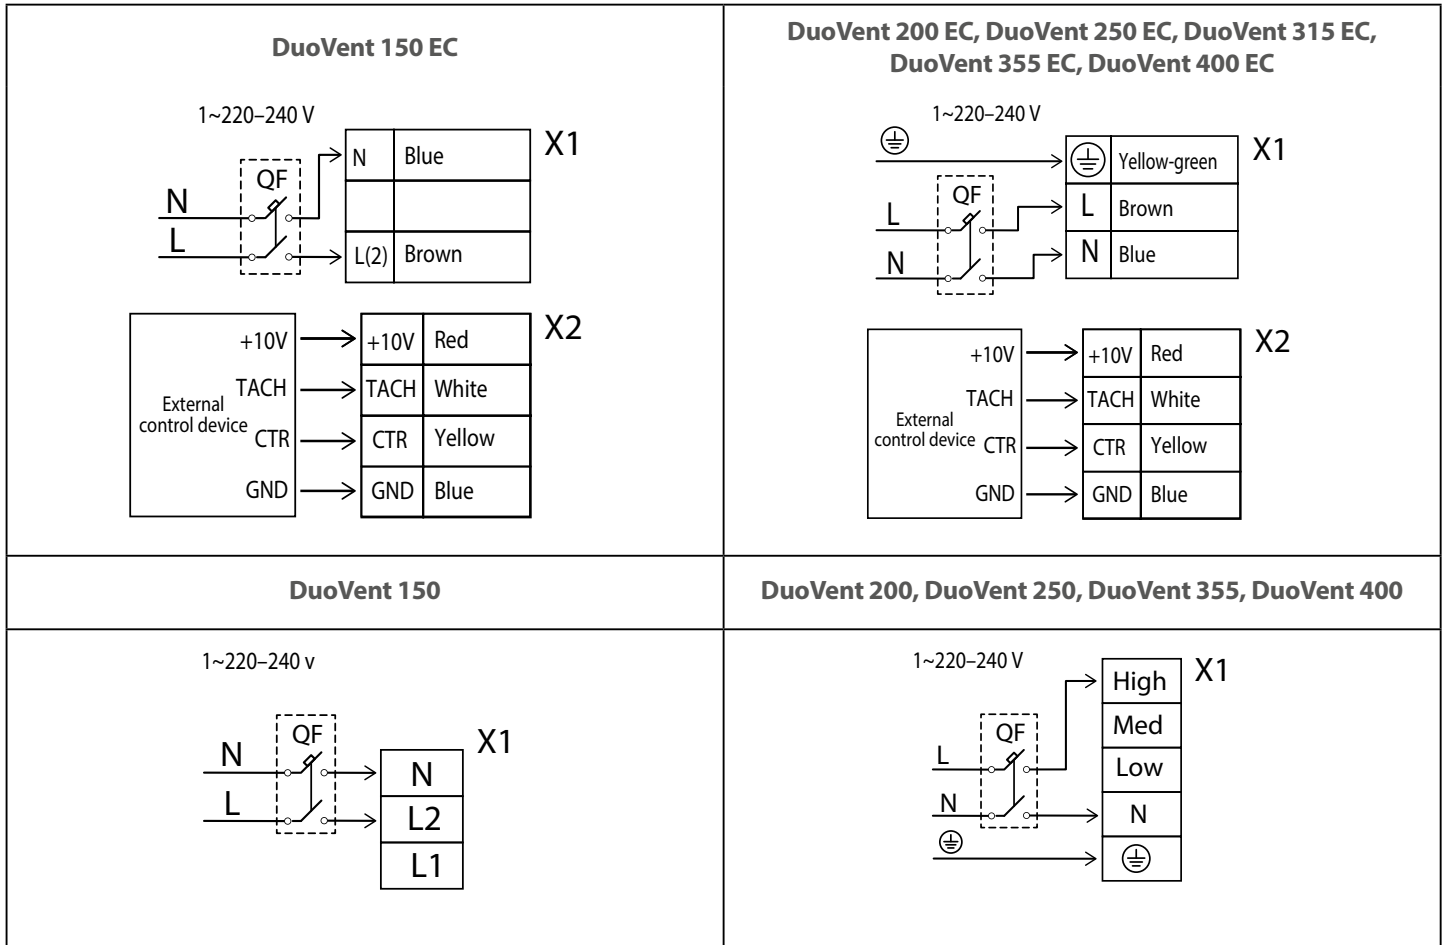 DuoVent 150 EC
1~220–240 V
N Blue X1
QF
N
L
L(2) Brown
+10V +10V Red X2
TACH TACH White
External
control device
CTR CTR Yellow
GND GND Blue
DuoVent 200 EC, DuoVent 250 EC, DuoVent 315 EC,
DuoVent 355 EC, DuoVent 400 EC
1~220–240 V
Yellow-green X1
QF
L L Brown
N N Blue
+10V +10V Red X2
TACH TACH White
External
control device
CTR CTR Yellow
GND GND Blue
DuoVent 150
1~220–240 v
QF X1
N N
L L2
L1
DuoVent 200, DuoVent 250, DuoVent 355, DuoVent 400
1~220–240 V
High X1
QF Med
L Low
N N